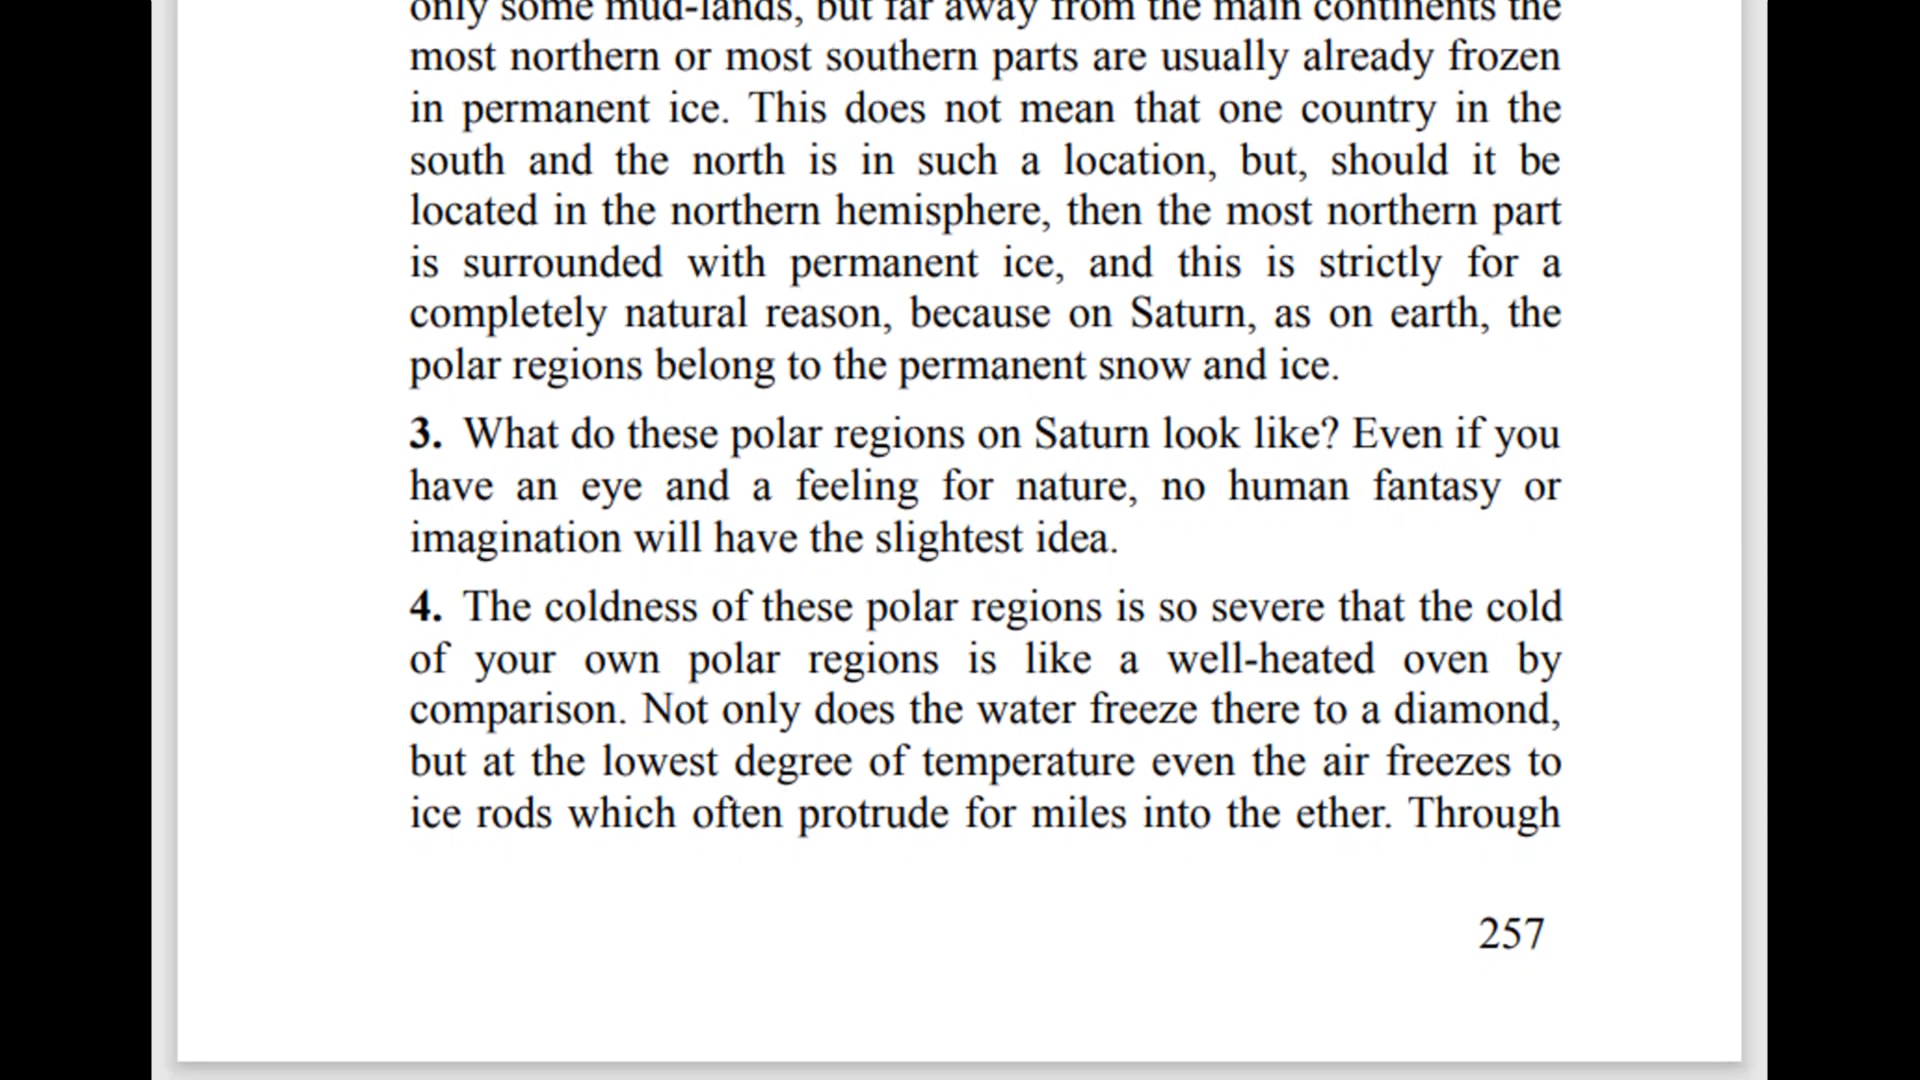 only some mud-lands, but far away from the main continents the
most northern or most southern parts are usually already frozen
in permanent ice. This does not mean that one country in the
south and the north is in such a location, but, should it be
located in the northern hemisphere, then the most northern part
is surrounded with permanent ice, and this is strictly for a
completely natural reason, because on Saturn, as on earth, the
polar regions belong to the permanent snow and ice.
3. What do these polar regions on Saturn look like? Even if you
have an eye and a feeling for nature, no human fantasy or
imagination will have the slightest idea.
4. The coldness of these polar regions is so severe that the cold
of your own polar regions is like a well-heated oven by
comparison. Not only does the water freeze there to a diamond,
but at the lowest degree of temperature even the air freezes to
ice rods which often protrude for miles into the ether. Through
257